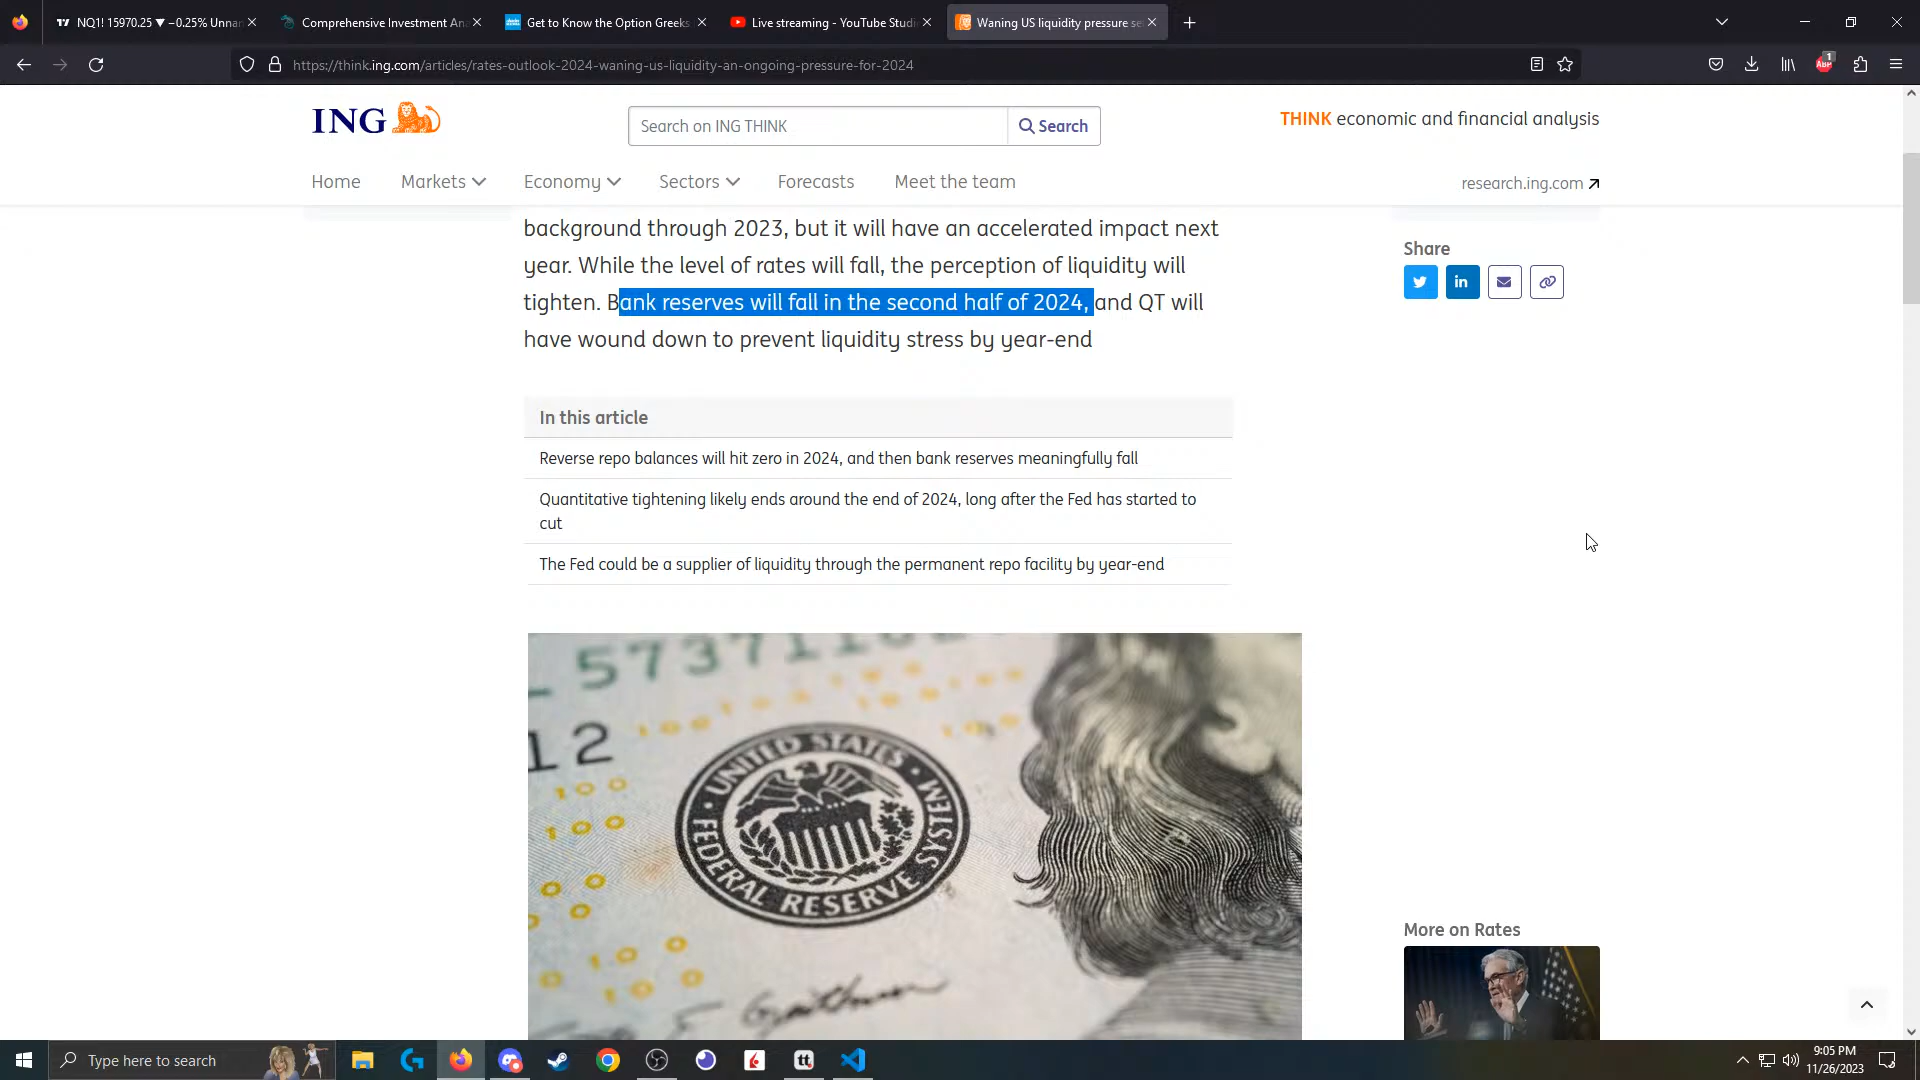 NQ1! 15970.25 ▼ −0.25% Unnar
Comprehensive Investment An
Get to Know the Option Greeks
Live streaming - YouTube Studi
Waning US liquidity pressure se
https://think.ing.com/articles/rates-outlook-2024-waning-us-liquidity-an-ongoing-pressure-for-2024
1
ABP
ING
Search on ING THINK
Search
THINK economic and financial analysis
Home
Markets
Economy
Sectors
Forecasts
Meet the team
research.ing.com
background through 2023, but it will have an accelerated impact next
year. While the level of rates will fall, the perception of liquidity will
tighten. Bank reserves will fall in the second half of 2024, and QT will
have wound down to prevent liquidity stress by year-end
Share
in
In this article
Reverse repo balances will hit zero in 2024, and then bank reserves meaningfully fall
Quantitative tightening likely ends around the end of 2024, long after the Fed has started to
cut
The Fed could be a supplier of liquidity through the permanent repo facility by year-end
12
UNITED STATES
FEDERAL RESERVE SYSTEM
100
100
100
100
More on Rates
Type here to search
tt
9:05 PM
11/26/2023